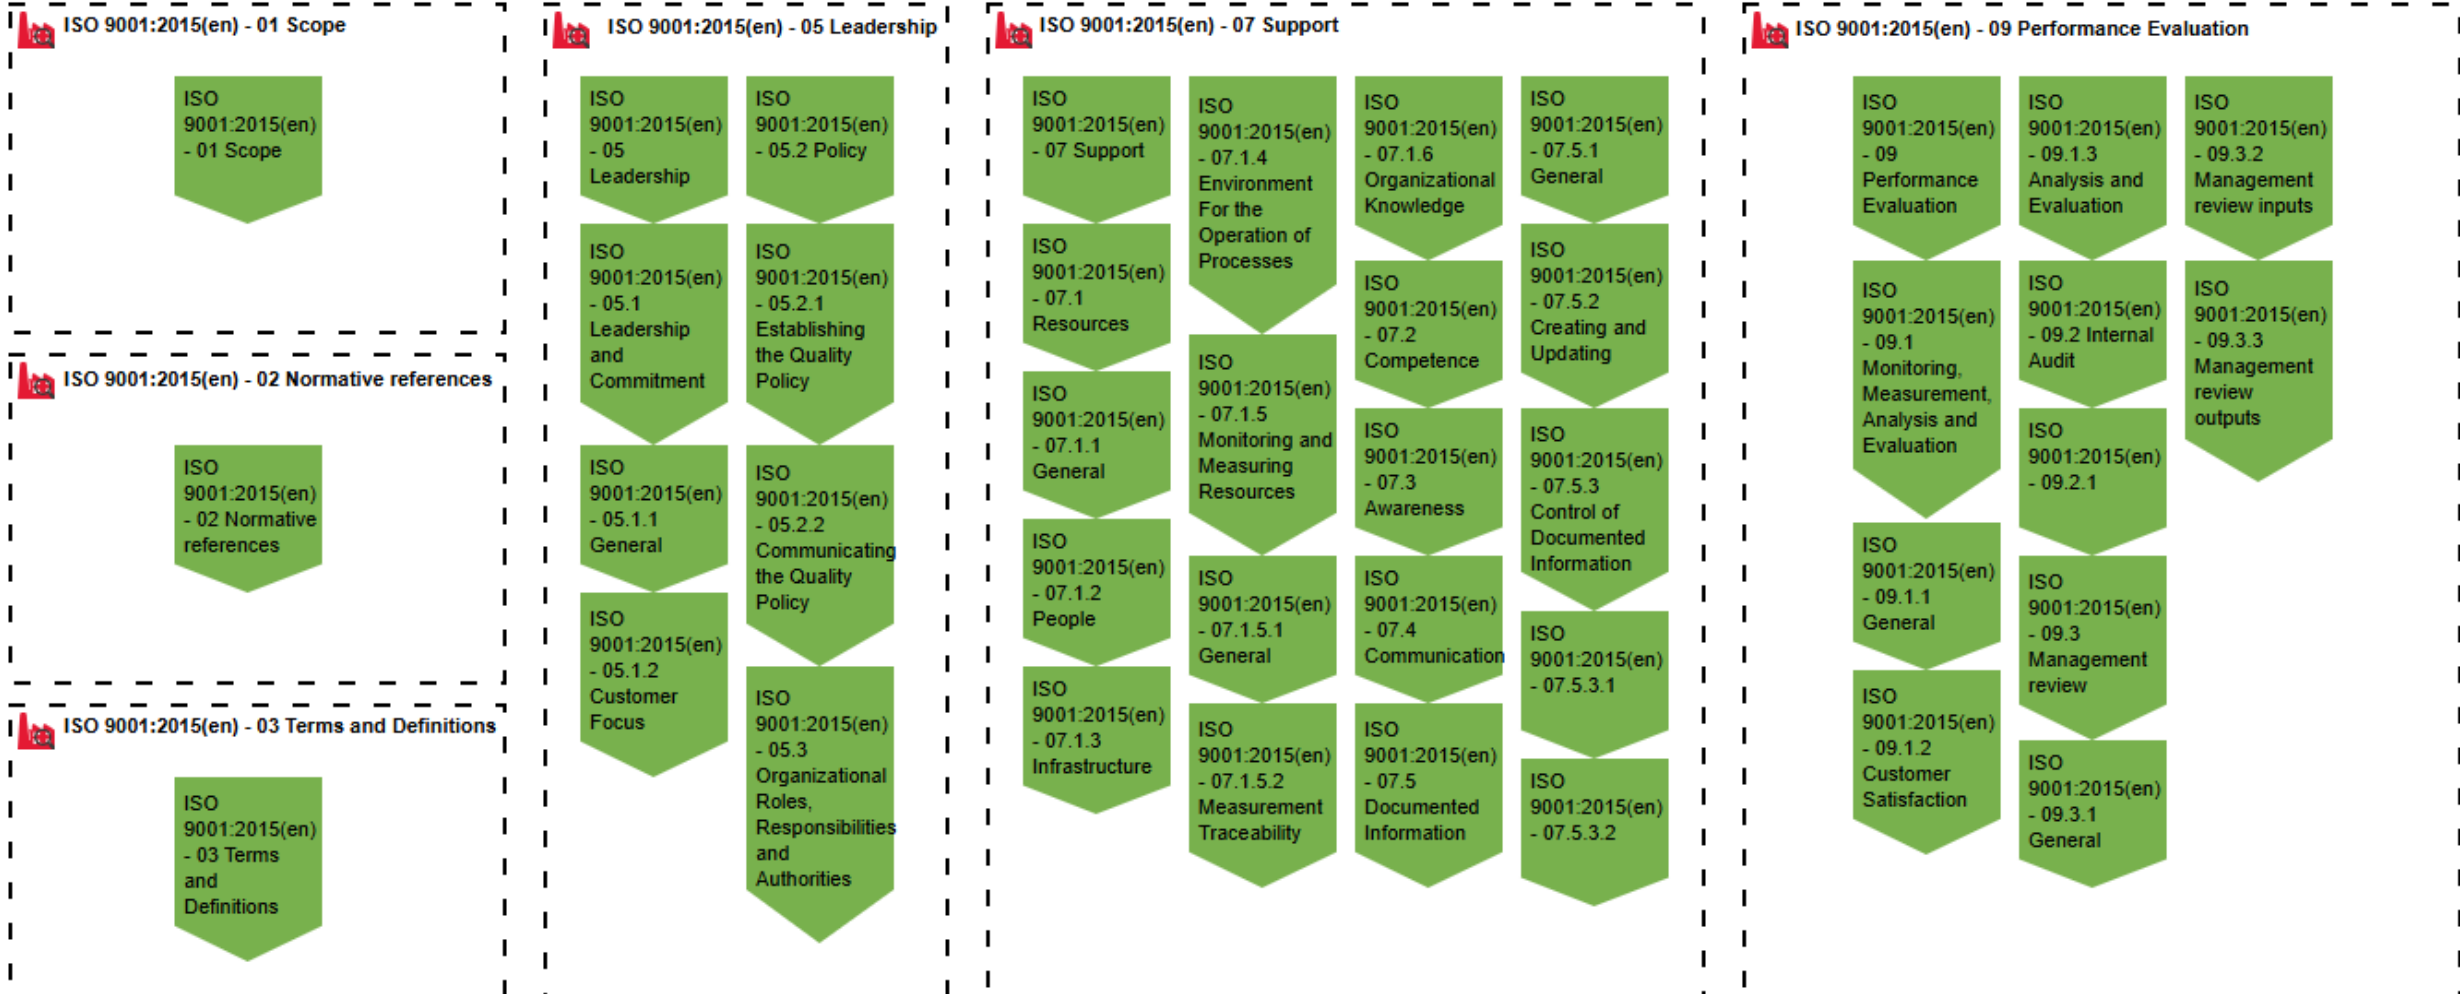 ISO 9001:2015(en) - 01 Scope
ISO
9001:2015(en)
- 01 Scope
ISO 9001:2015(en) - 02 Normative references
ISO
9001:2015(en)
- 02 Normative
references
ISO 9001:2015(en) - 03 Terms and Definitions
ISO
9001:2015(en)
- 03 Terms
and
Definitions
ISO 9001:2015(en) - 05 Leadership
ISO
9001:2015(en)
- 05
Leadership
ISO
9001:2015(en)
- 05.1
Leadership
and
Commitment
ISO
9001:2015(en)
- 05.1.1
General
ISO
9001:2015(en)
- 05.1.2
Customer
Focus
ISO
9001:2015(en)
- 05.2 Policy
ISO
9001:2015(en)
- 05.2.1
Establishing
the Quality
Policy
ISO
9001:2015(en)
- 05.2.2
Communicating
the Quality
Policy
ISO
9001:2015(en)
- 05.3
Organizational
Roles,
Responsibilities
and
Authorities
ISO 9001:2015(en) - 07 Support
ISO
9001:2015(en)
- 07 Support
ISO
9001:2015(en)
- 07.1
Resources
ISO
9001:2015(en)
- 07.1.1
General
ISO
9001:2015(en)
- 07.1.2
People
ISO
9001:2015(en)
- 07.1.3
Infrastructure
ISO
9001:2015(en)
- 07.1.4
Environment
For the
Operation of
Processes
ISO
9001:2015(en)
- 07.1.5
Monitoring and
Measuring
Resources
ISO
9001:2015(en)
- 07.1.5.1
General
ISO
9001:2015(en)
- 07.1.5.2
Measurement
Traceability
ISO
9001:2015(en)
- 07.1.6
Organizational
Knowledge
ISO
9001:2015(en)
- 07.2
Competence
ISO
9001:2015(en)
- 07.3
Awareness
ISO
9001:2015(en)
- 07.4
Communication
ISO
9001:2015(en)
- 07.5
Documented
Information
ISO
9001:2015(en)
- 07.5.1
General
ISO
9001:2015(en)
- 07.5.2
Creating and
Updating
ISO
9001:2015(en)
- 07.5.3
Control of
Documented
Information
ISO
9001:2015(en)
- 07.5.3.1
ISO
9001:2015(en)
- 07.5.3.2
ISO 9001:2015(en) - 09 Performance Evaluation
ISO
9001:2015(en)
- 09
Performance
Evaluation
ISO
9001:2015(en)
- 09.1
Monitoring,
Measurement,
Analysis and
Evaluation
ISO
9001:2015(en)
- 09.1.1
General
ISO
9001:2015(en)
- 09.1.2
Customer
Satisfaction
ISO
9001:2015(en)
- 09.1.3
Analysis and
Evaluation
ISO
9001:2015(en)
- 09.2 Internal
Audit
ISO
9001:2015(en)
- 09.2.1
ISO
9001:2015(en)
- 09.3
Management
review
ISO
9001:2015(en)
- 09.3.1
General
ISO
9001:2015(en)
- 09.3.2
Management
review inputs
ISO
9001:2015(en)
- 09.3.3
Management
review
outputs